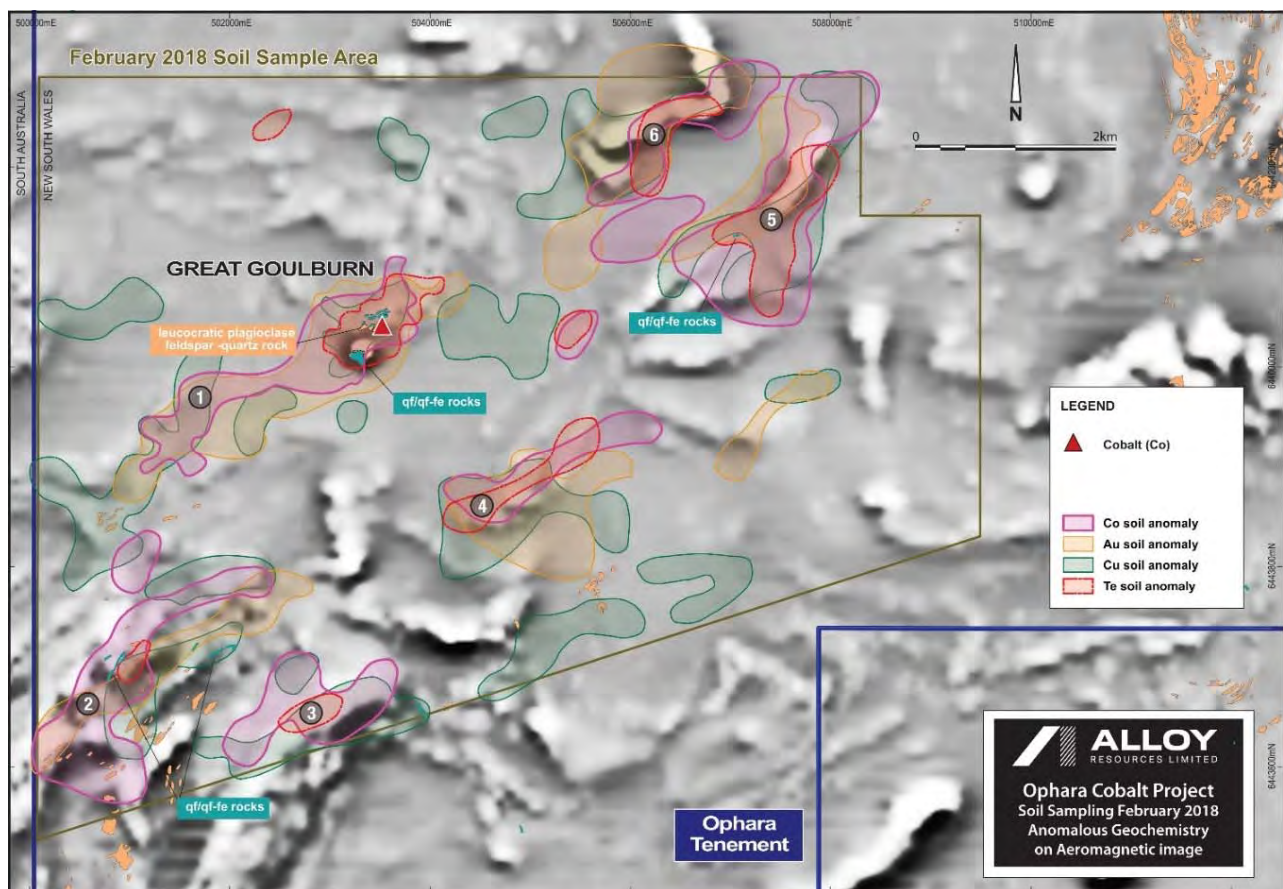 500000mE
502000mE
504000mE
506000mE
508000mE
510000mE
February 2018 Soil Sample Area
SOUTH AUSTRALIA
NEW SOUTH WALES
N
0
2km
6442000mN
6
5
GREAT GOULBURN
leucocratic plagioclase
feldspar -quartz rock
qf/qf-fe rocks
qf/qf-fe rocks
1
6440000mN
4
LEGEND
Cobalt (Co)
Co soil anomaly
Au soil anomaly
Cu soil anomaly
Te soil anomaly
6443800mN
2
3
qf/qf-fe rocks
6443800mN
Ophara
Tenement
ALLOY
RESOURCES LIMITED
Ophara Cobalt Project
Soil Sampling February 2018
Anomalous Geochemistry
on Aeromagnetic image